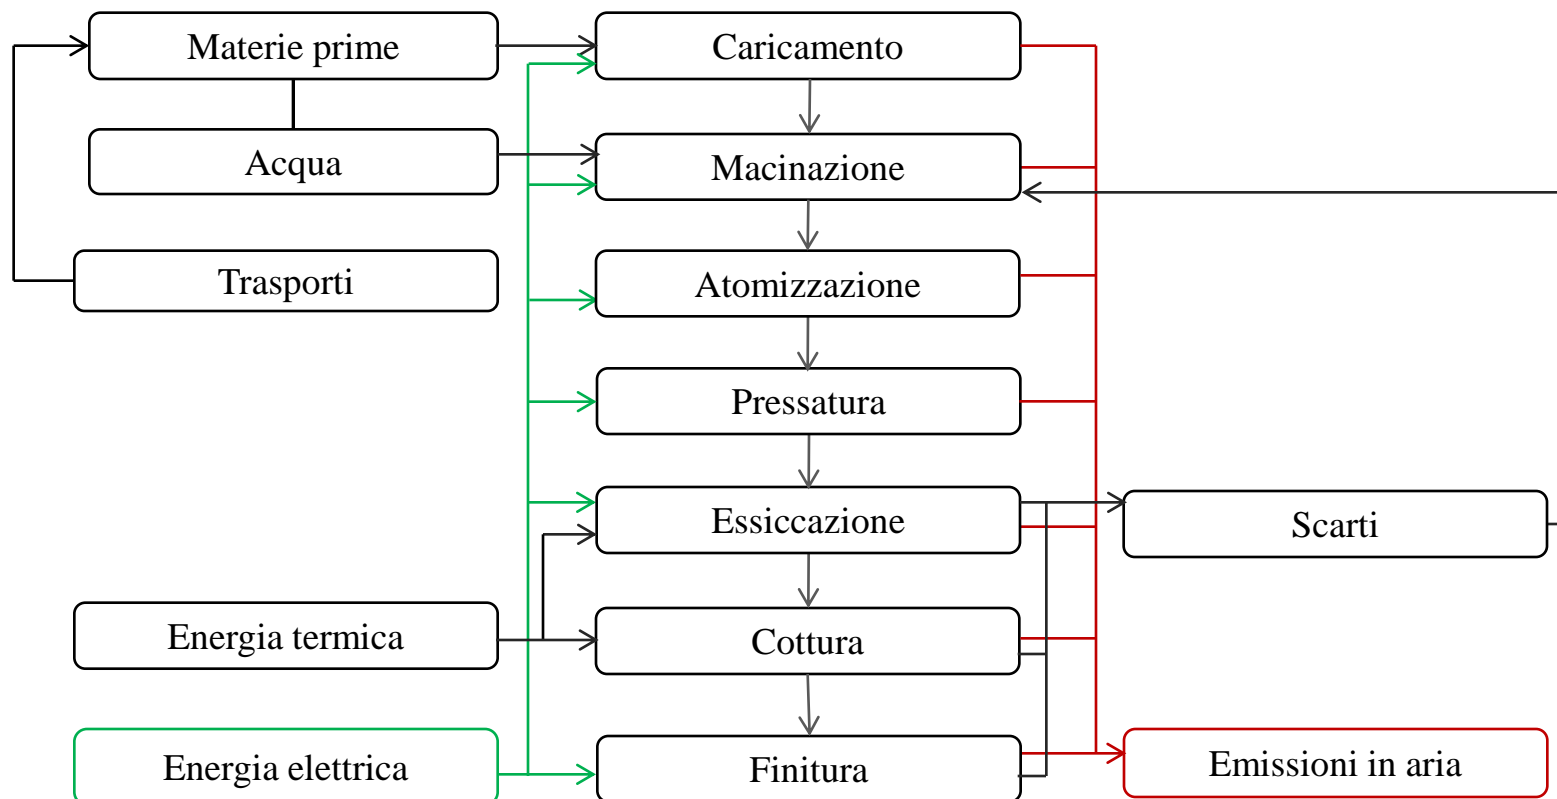 Materie prime
Caricamento
Acqua
Macinazione
Trasporti
Atomizzazione
Pressatura
Essiccazione
Scarti
Energia termica
Cottura
Energia elettrica
Finitura
Emissioni in aria